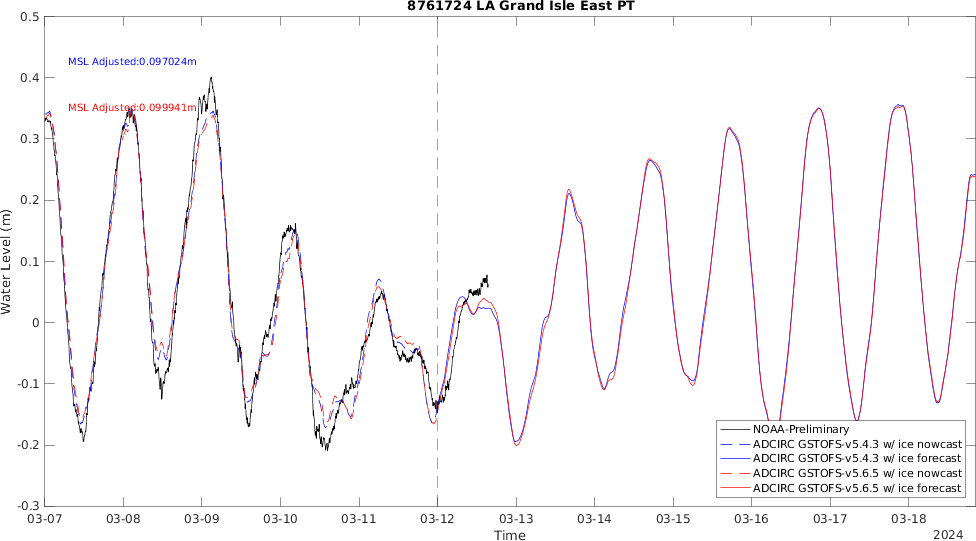 8761724 LA Grand Isle East PT
MSL Adjusted:0.097024m
MSL Adjusted:0.099941m
Water Level (m)
0.5
0.4
0.3
0.2
0.1
0
-0.1
-0.2
-0.3
NOAA-Preliminary
ADCIRC GSTOFS-v5.4.3 w/ ice nowcast
ADCIRC GSTOFS-v5.4.3 w/ ice forecast
ADCIRC GSTOFS-v5.6.5 w/ ice nowcast
ADCIRC GSTOFS-v5.6.5 w/ ice forecast
03-07 03-08 03-09 03-10 03-11 03-12 03-13 03-14 03-15 03-16 03-17 03-18
Time
2024